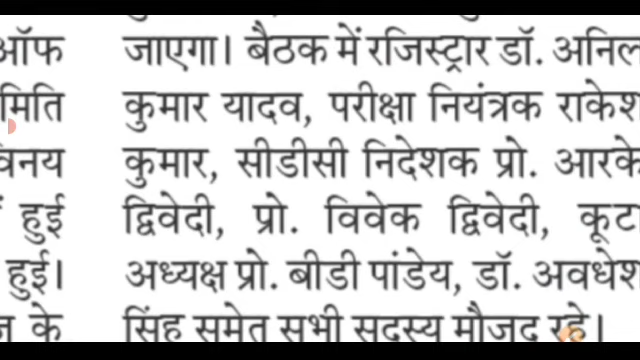 ऑफ
मिति
विनय
हुई
हुई।
के
जाएगा। बैठक में रजिस्ट्रार डॉ. अनिल
कुमार यादव, परीक्षा नियंत्रक राकेश
कुमार, सीडीसी निदेशक प्रो. आरके
द्विवेदी, प्रो. विवेक द्विवेदी, कूटा
अध्यक्ष प्रो. बीडी पांडेय, डॉ. अवधेश
सिंह समेत सभी सदस्य मौजूद रहे।